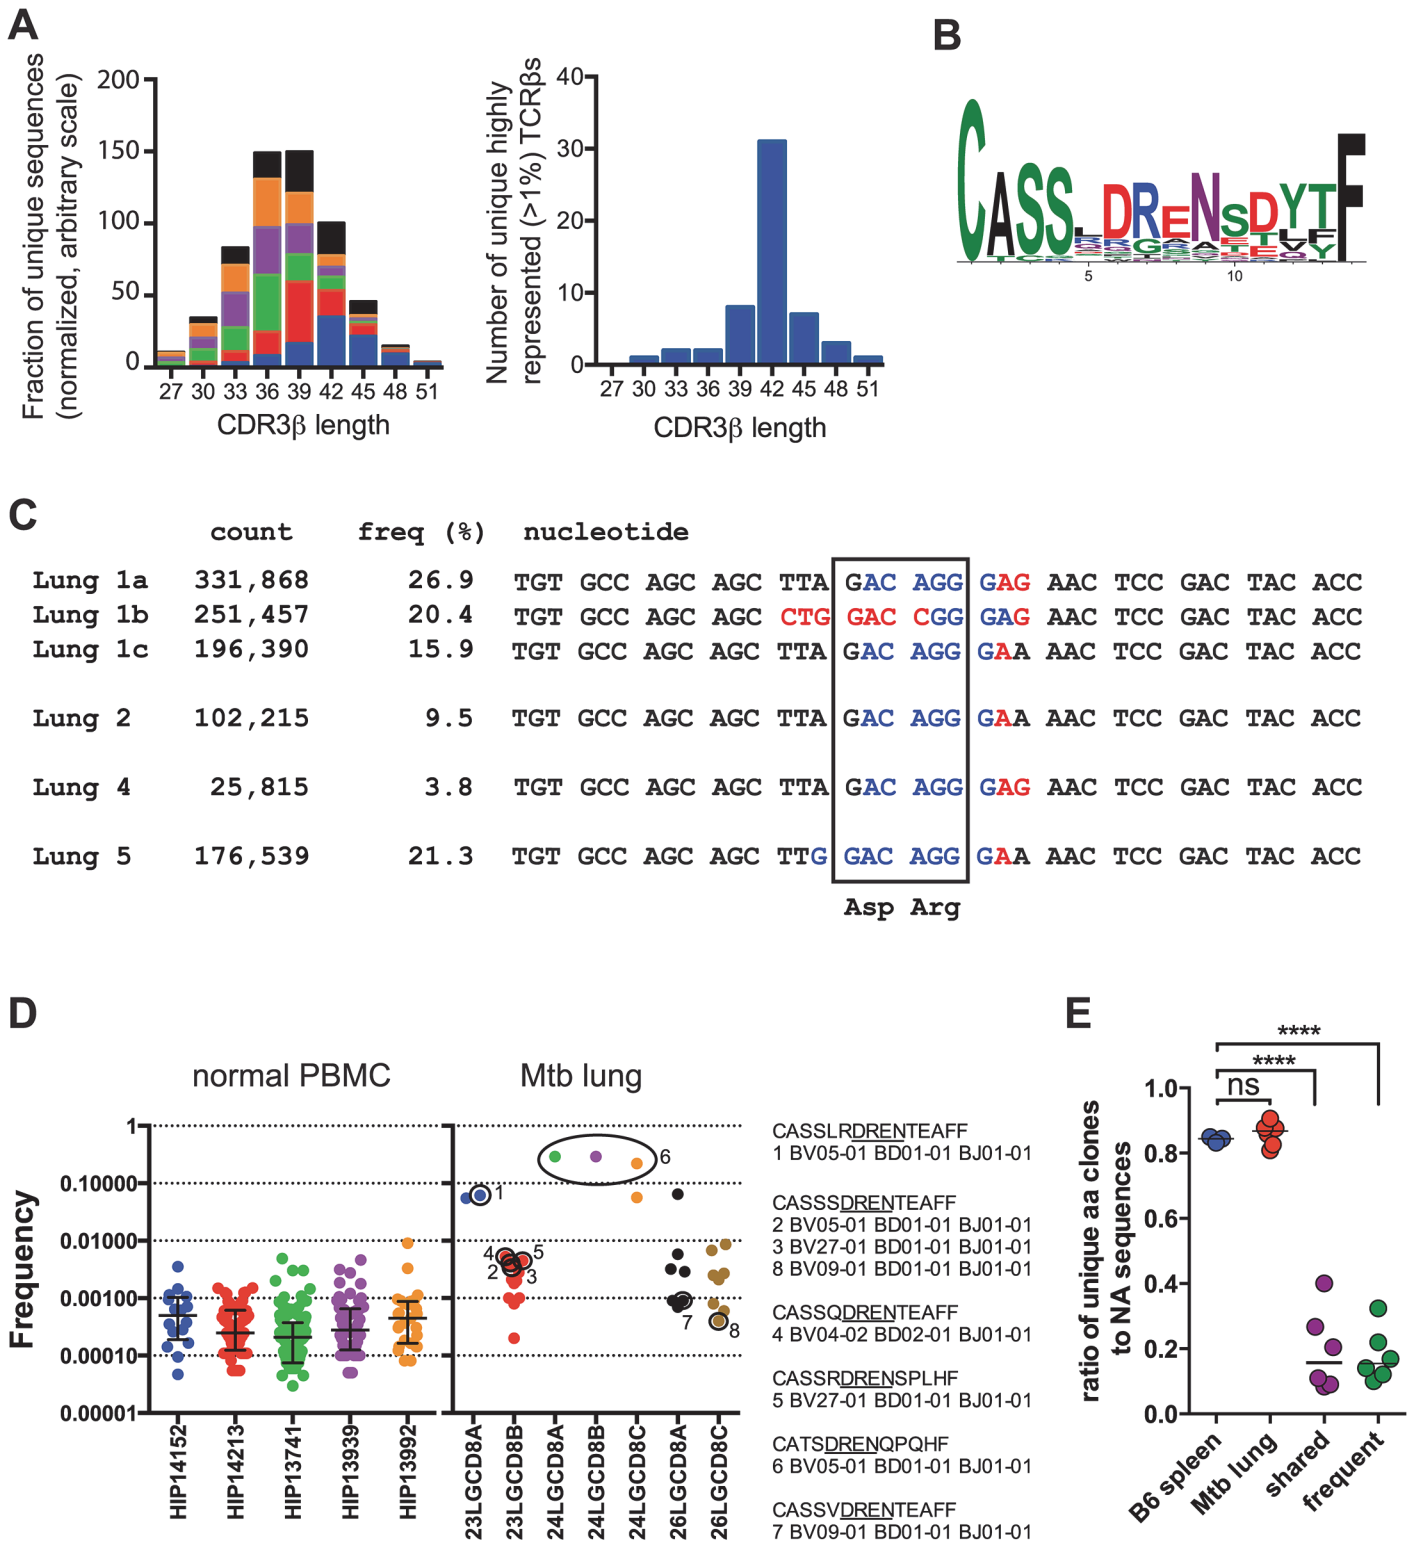 A
Fraction of unique sequences
(normalized, arbitrary scale)
200
150
100
50
0
27 30 33 36 39 42 45 48 51
CDR3β length
Number of unique highly
represented (>1%) TCRβs
40
30
20
10
0
27 30 33 36 39 42 45 48 51
CDR3β length
B
CASSLDRENSDYTF
5 10
C
count freq (%) nucleotide
Lung 1a 331,868 26.9 TGT GCC AGC AGC TTA GAC AGG GAG AAC TCC GAC TAC ACC
Lung 1b 251,457 20.4 TGT GCC AGC AGC CTG GAC CGG GAG AAC TCC GAC TAC ACC
Lung 1c 196,390 15.9 TGT GCC AGC AGC TTA GAC AGG GAA AAC TCC GAC TAC ACC
Lung 2 102,215 9.5 TGT GCC AGC AGC TTA GAC AGG GAA AAC TCC GAC TAC ACC
Lung 4 25,815 3.8 TGT GCC AGC AGC TTA GAC AGG GAG AAC TCC GAC TAC ACC
Lung 5 176,539 21.3 TGT GCC AGC AGC TTG GAC AGG GAA AAC TCC GAC TAC ACC
Asp Arg
D
normal PBMC
Mtb lung
Frequency
1
0.10000
0.01000
0.00100
0.00010
0.00001
HIP14152
HIP14213
HIP13741
HIP13939
HIP13992
1
4
5
2
3
6
7
8
23LGCD8A
23LGCD8B
24LGCD8A
24LGCD8B
24LGCD8C
26LGCD8A
26LGCD8C
CASSLRDRENTEAFF
1 BV05-01 BD01-01 BJ01-01
CASSSDRENTEAFF
2 BV05-01 BD01-01 BJ01-01
3 BV27-01 BD01-01 BJ01-01
8 BV09-01 BD01-01 BJ01-01
CASSQDRENTEAFF
4 BV04-02 BD02-01 BJ01-01
CASSRDRENSPLHF
5 BV27-01 BD01-01 BJ01-01
CATSDRENQPQHF
6 BV05-01 BD01-01 BJ01-01
CASSVDRENTEAFF
7 BV09-01 BD01-01 BJ01-01
E
ratio of unique aa clones
to NA sequences
****
****
ns
1.0
0.8
0.6
0.4
0.2
0.0
B6 spleen
Mtb lung
shared
frequent